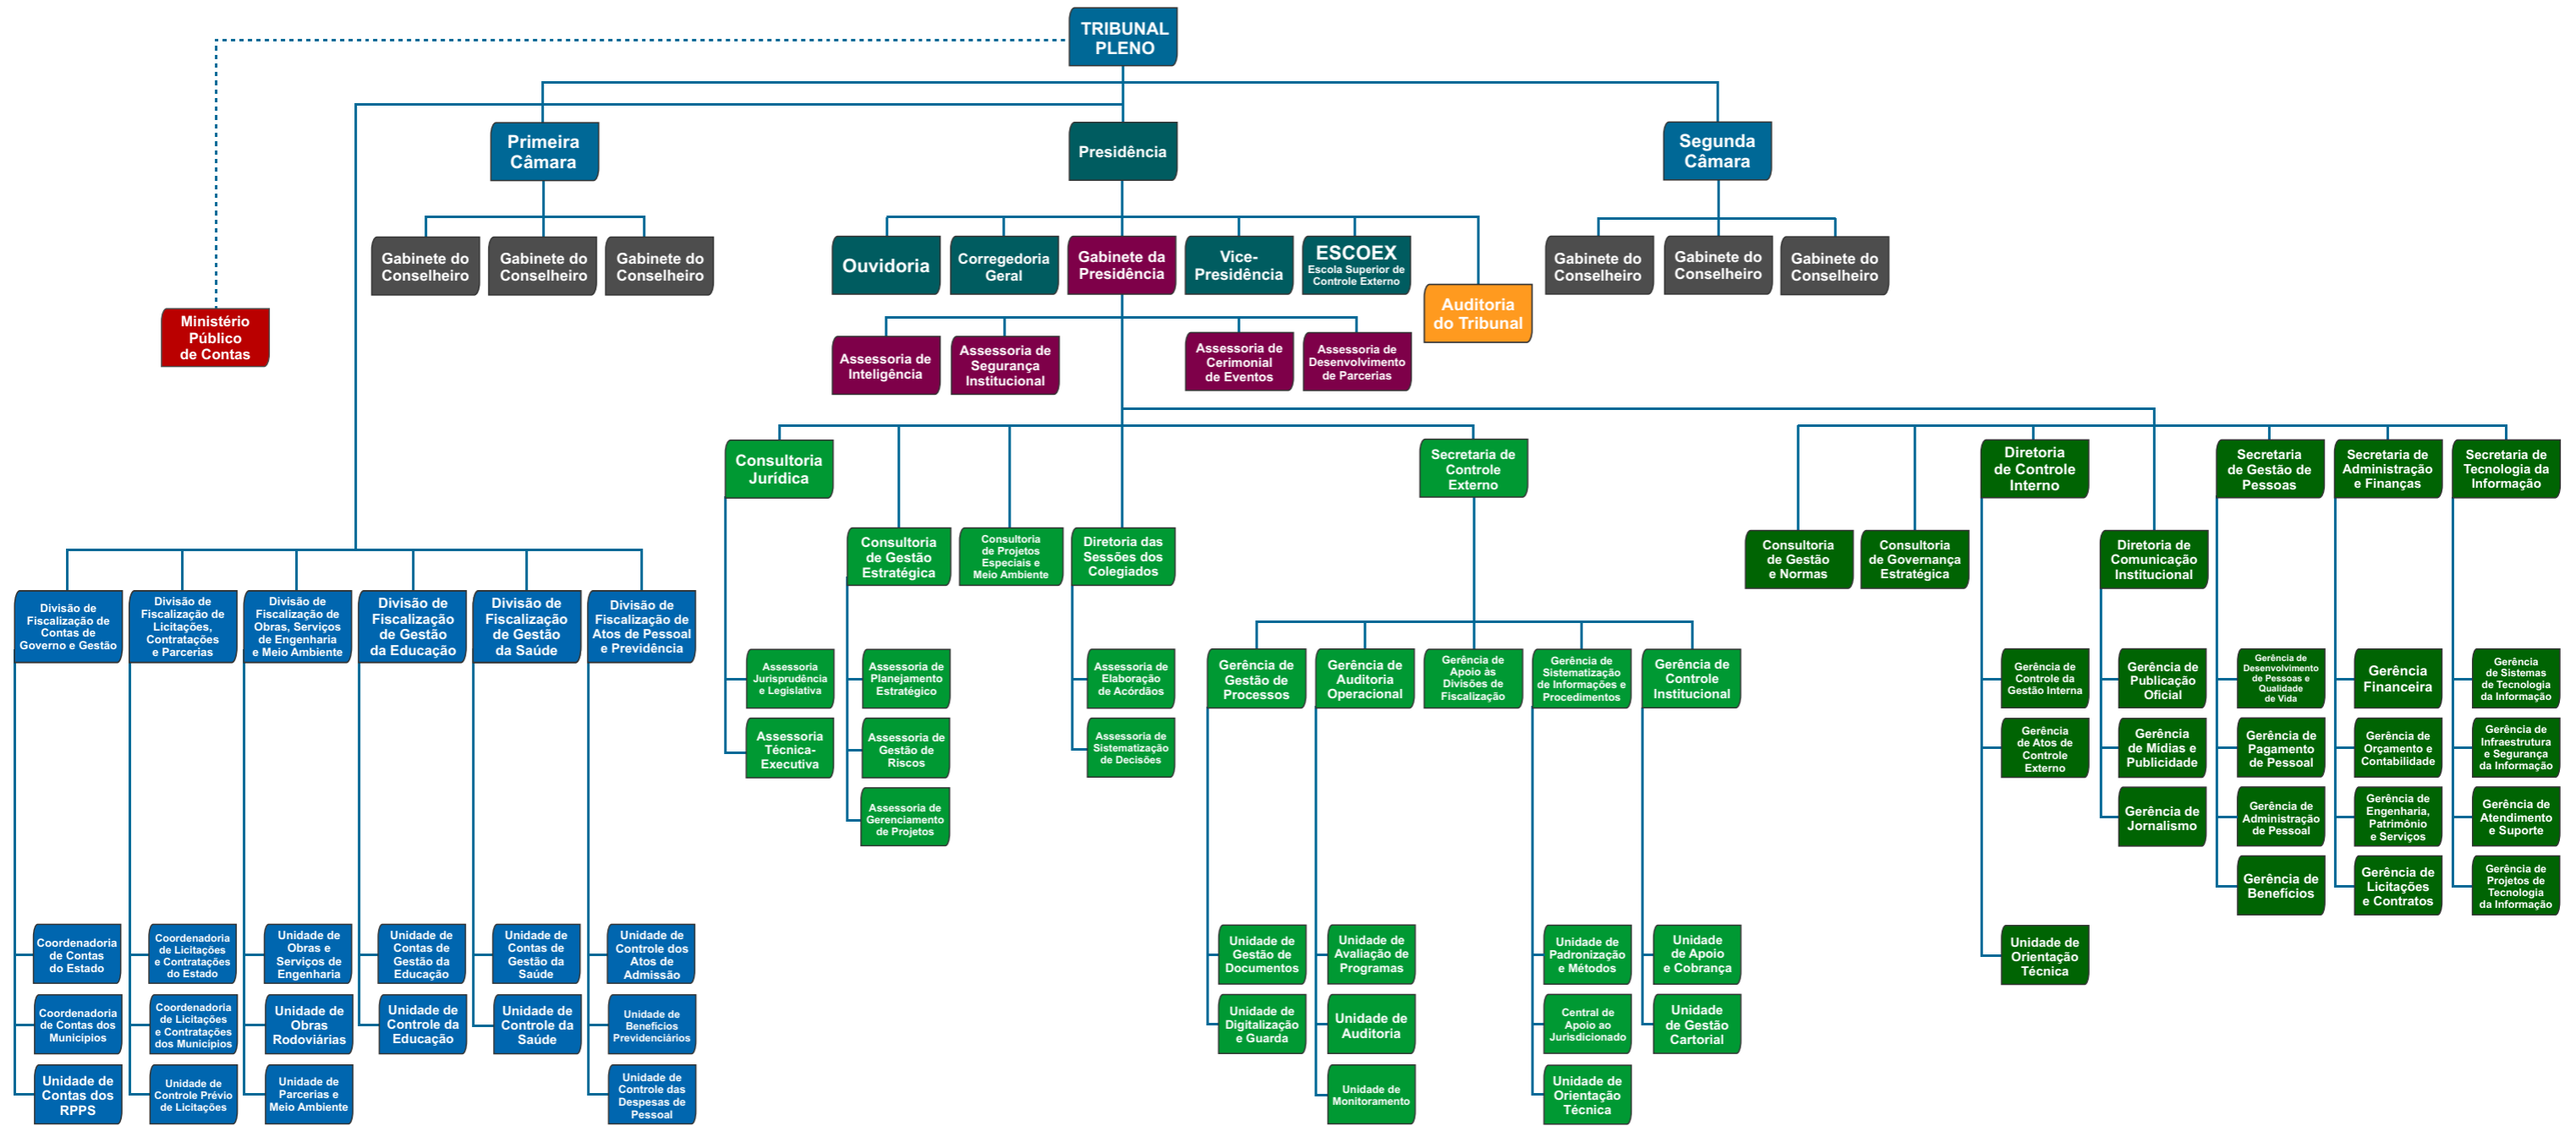 TRIBUNAL
PLENO
Primeira
Câmara
Presidência
Segunda
Câmara
Gabinete do
Conselheiro
Gabinete do
Conselheiro
Gabinete do
Conselheiro
Ouvidoria
Corregedoria
Geral
Gabinete da
Presidência
Vice-
Presidência
ESCOEX
Escola Superior de
Controle Externo
Auditoria
do Tribunal
Gabinete do
Conselheiro
Gabinete do
Conselheiro
Gabinete do
Conselheiro
Ministério
Público
de Contas
Assessoria de
Inteligência
Assessoria de
Segurança
Institucional
Assessoria de
Cerimonial
de Eventos
Assessoria de
Desenvolvimento
de Parcerias
Consultoria
Jurídica
Secretaria de
Controle
Externo
Diretoria
de Controle
Interno
Secretaria
de Gestão de
Pessoas
Secretaria de
Administração
e Finanças
Secretaria de
Tecnologia da
Informação
Consultoria
de Gestão
Estratégica
Consultoria
de Projetos
Especiais e
Meio Ambiente
Diretoria das
Sessões dos
Colegiados
Consultoria
de Gestão
e Normas
Consultoria
de Governança
Estratégica
Diretoria de
Comunicação
Institucional
Divisão de
Fiscalização de
Contas de
Governo e Gestão
Divisão de
Fiscalização de
Licitações,
Contratações
e Parcerias
Divisão de
Fiscalização de
Obras, Serviços
de Engenharia
e Meio Ambiente
Divisão de
Fiscalização
de Gestão
da Educação
Divisão de
Fiscalização
de Gestão
da Saúde
Divisão de
Fiscalização de
Atos de Pessoal
e Previdência
Assessoria
Jurisprudência
e Legislativa
Assessoria de
Planejamento
Estratégico
Assessoria de
Elaboração
de Acórdãos
Gerência de
Gestão de
Processos
Gerência de
Auditoria
Operacional
Gerência de
Apoio às
Divisões de
Fiscalização
Gerência de
Sistematização
de Informações e
Procedimentos
Gerência de
Controle
Institucional
Gerência de
Controle da
Gestão Interna
Gerência de
Publicação
Oficial
Gerência de
Desenvolvimento
de Pessoas e
Qualidade
de Vida
Gerência
Financeira
Gerência
de Sistemas
de Tecnologia
da Informação
Assessoria
Técnica-
Executiva
Assessoria de
Gestão de
Riscos
Assessoria de
Sistematização
de Decisões
Gerência
de Atos de
Controle
Externo
Gerência
de Mídias e
Publicidade
Gerência de
Pagamento
de Pessoal
Gerência de
Orçamento e
Contabilidade
Gerência de
Infraestrutura
e Segurança
da Informação
Assessoria de
Gerenciamento
de Projetos
Gerência de
Jornalismo
Gerência de
Administração
de Pessoal
Gerência de
Engenharia,
Patrimônio
e Serviços
Gerência de
Atendimento
e Suporte
Gerência de
Benefícios
Gerência de
Licitações
e Contratos
Gerência de
Projetos de
Tecnologia
da Informação
Coordenadoria
de Contas
do Estado
Coordenadoria
de Licitações
e Contratações
do Estado
Unidade de
Obras e
Serviços de
Engenharia
Unidade de
Contas de
Gestão da
Educação
Unidade de
Contas de
Gestão da
Saúde
Unidade de
Controle dos
Atos de
Admissão
Unidade de
Gestão de
Documentos
Unidade de
Avaliação de
Programas
Unidade de
Padronização
e Métodos
Unidade
de Apoio
e Cobrança
Unidade de
Orientação
Técnica
Coordenadoria
de Contas dos
Municípios
Coordenadoria
de Licitações
e Contratações
dos Municípios
Unidade de
Obras
Rodoviárias
Unidade de
Controle da
Educação
Unidade de
Controle da
Saúde
Unidade de
Benefícios
Previdenciários
Unidade de
Digitalização
e Guarda
Unidade de
Auditoria
Central de
Apoio ao
Jurisdicionado
Unidade
de Gestão
Cartorial
Unidade de
Contas dos
RPPS
Unidade de
Controle Prévio
de Licitações
Unidade de
Parcerias e
Meio Ambiente
Unidade de
Controle das
Despesas de
Pessoal
Unidade de
Monitoramento
Unidade de
Orientação
Técnica